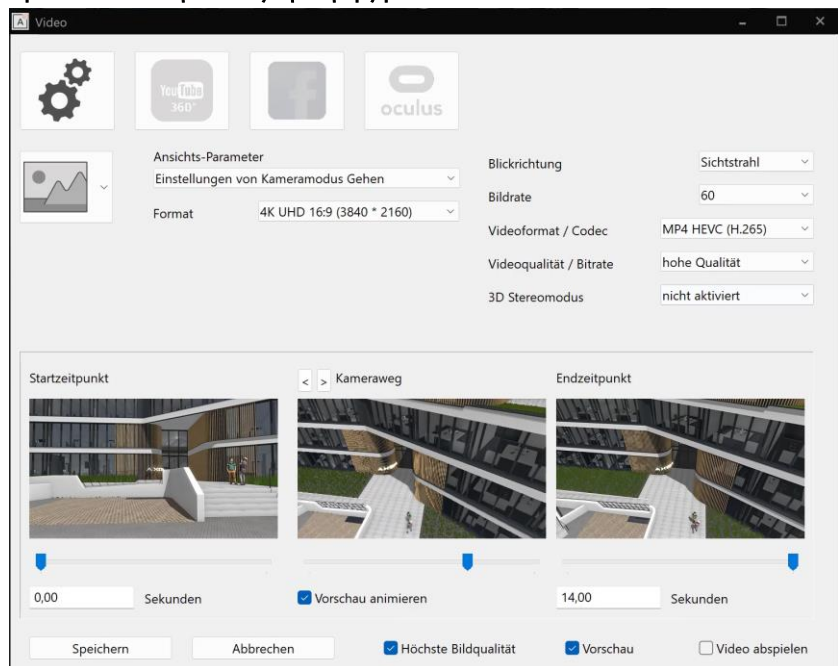 Video
You Tube
360°
oculus
Ansichts-Parameter
Einstellungen von Kameramodus Gehen
Format
4K UHD 16:9 (3840 * 2160)
Blickrichtung
Sichtstrahl
Bildrate
60
Videoformat / Codec
MP4 HEVC (H.265)
Videoqualität / Bitrate
hohe Qualität
3D Stereomodus
nicht aktiviert
Startzeitpunkt
< > Kameraweg
Endzeitpunkt
0,00
Sekunden
Vorschau animieren
14,00
Sekunden
Speichern
Abbrechen
Höchste Bildqualität
Vorschau
Video abspielen